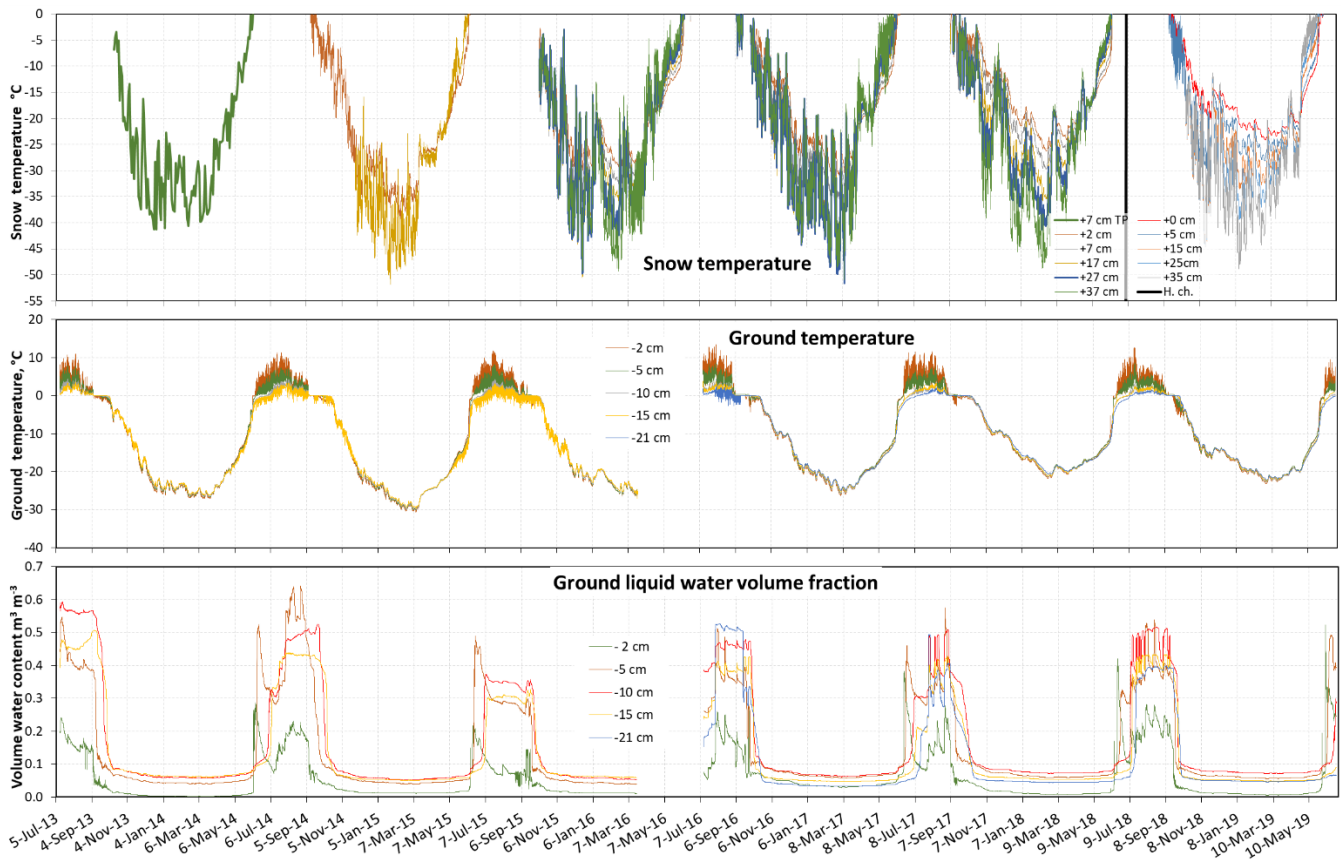 0
-5
-10
-15
-20
-25
-30
-35
-40
-45
-50
-55
Snow temperature °C
Snow temperature
+7 cm TP
+2 cm
+7 cm
+17 cm
+27 cm
+37 cm
+0 cm
+5 cm
+15 cm
+25cm
+35 cm
H. ch.
20
10
0
-10
-20
-30
-40
Ground temperature, °C
Ground temperature
-2 cm
-5 cm
-10 cm
-15 cm
-21 cm
0.7
0.6
0.5
0.4
0.3
0.2
0.1
0.0
Volume water content m³ m⁻³
Ground liquid water volume fraction
- 2 cm
-5 cm
-10 cm
-15 cm
-21 cm
5-Jul-13
4-Sep-13
4-Nov-13
4-Jan-14
6-Mar-14
6-May-14
6-Jul-14
5-Sep-14
5-Nov-14
5-Jan-15
7-Mar-15
7-May-15
7-Jul-15
6-Sep-15
6-Nov-15
6-Jan-16
7-Mar-16
7-May-16
7-Jul-16
6-Sep-16
6-Nov-16
6-Jan-17
8-Mar-17
8-May-17
8-Jul-17
7-Sep-17
7-Nov-17
7-Jan-18
9-Mar-18
9-May-18
9-Jul-18
8-Sep-18
8-Nov-18
8-Jan-19
10-Mar-19
10-May-19